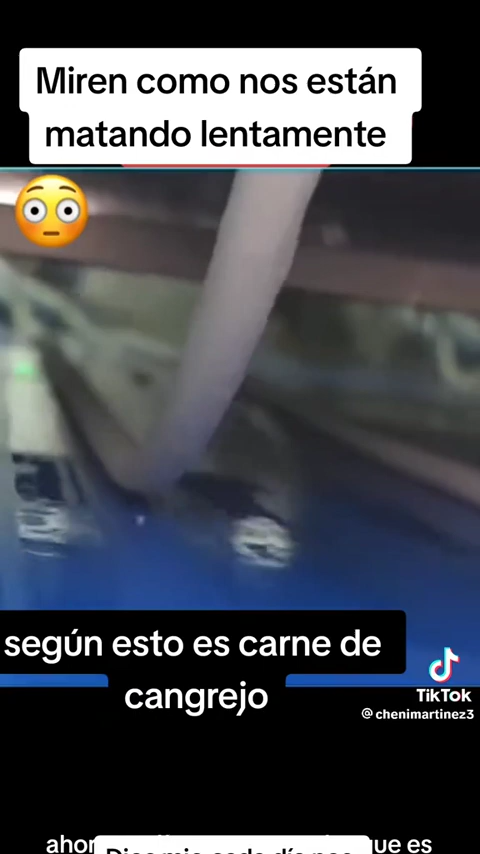 Miren como nos están
matando lentamente
según esto es carne de
cangrejo
TikTok
@chenimartinez3